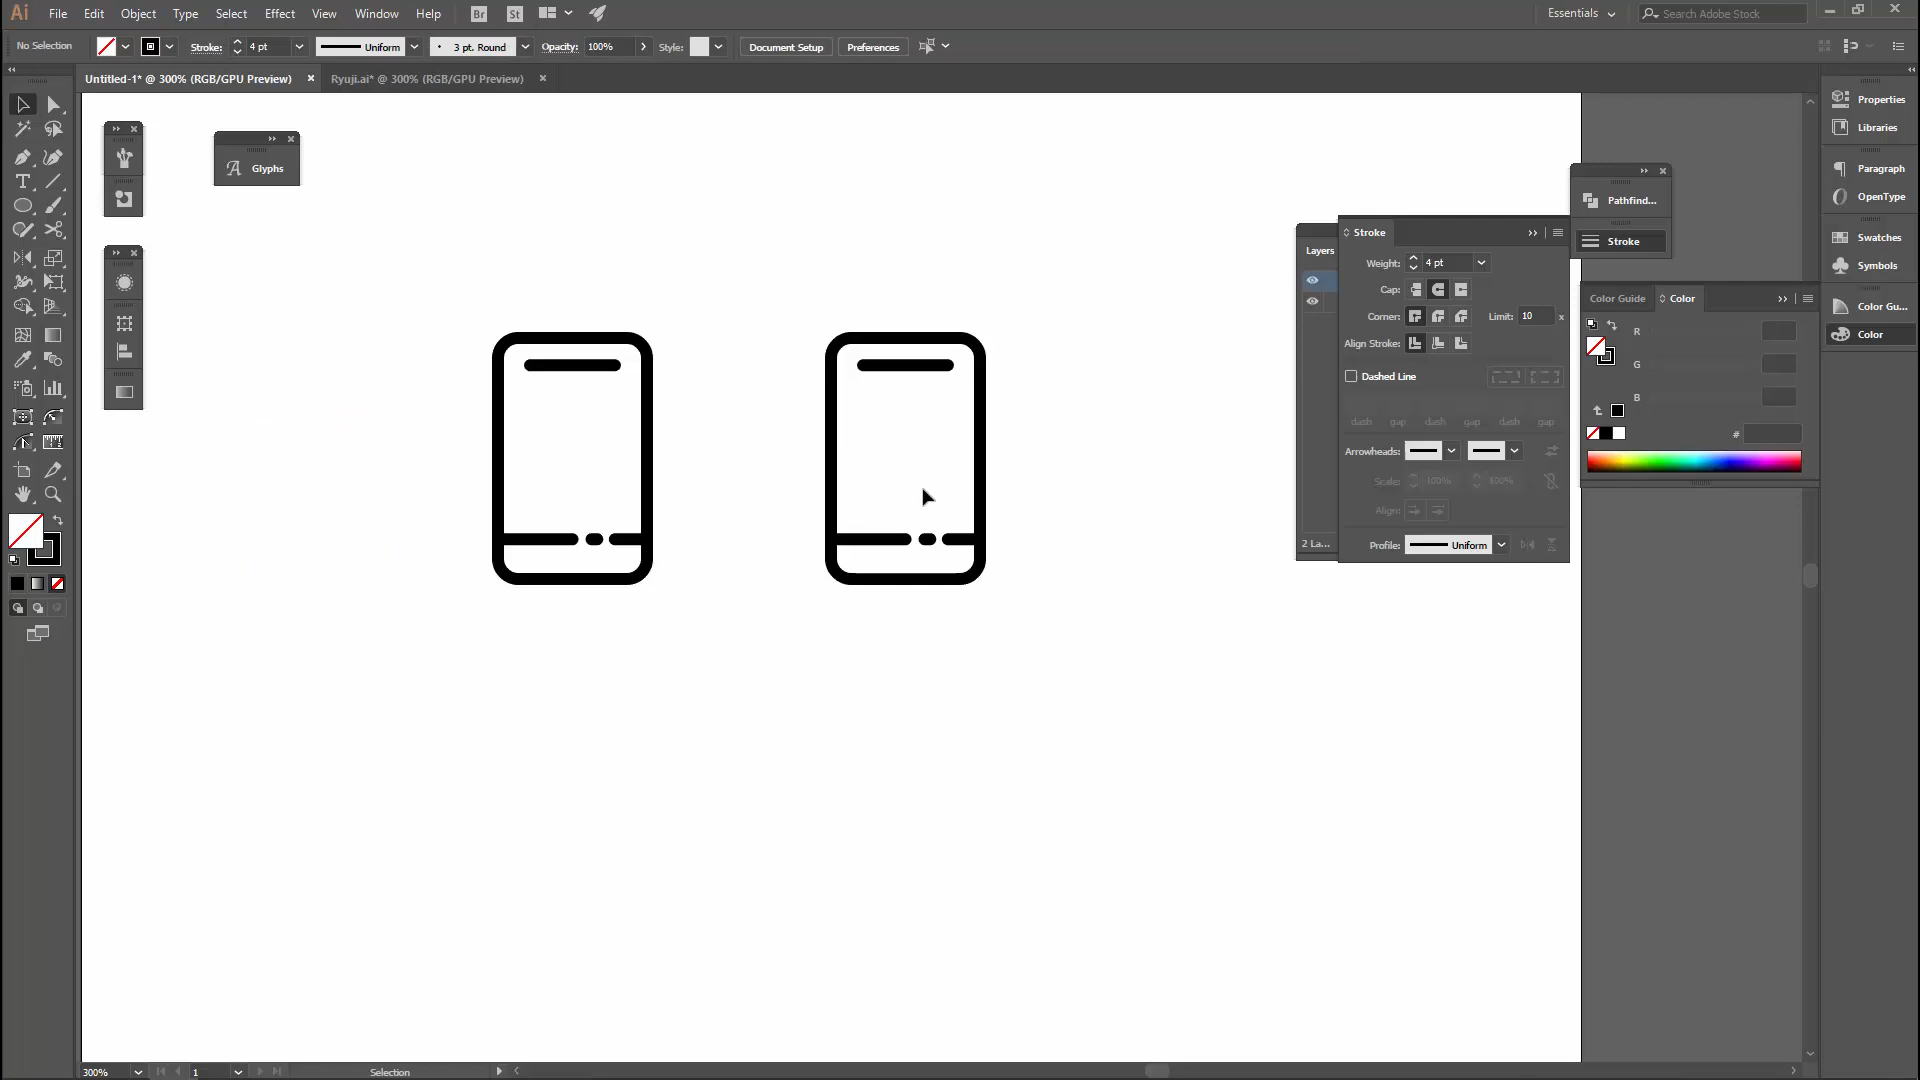 Ai File Edit Object Type Select Effect View Window Help Br St Essentials Search Adobe Stock
No Selection Stroke: 4 pt Uniform 3 pt. Round Opacity: 100% Style: Document Setup Preferences
Untitled-1* @ 300% (RGB/GPU Preview) Ryuji.ai* @ 300% (RGB/GPU Preview)
Glyphs
Layers
2 La...
Stroke
Weight: 4 pt
Cap:
Corner: Limit: 10 x
Align Stroke:
Dashed Line
dash gap dash gap dash gap
Arrowheads:
Scale: 100% 100%
Align:
Profile: Uniform
Pathfind...
Stroke
Color Guide Color
R
G
B
#
Properties
Libraries
Paragraph
OpenType
Swatches
Symbols
Color Gu...
Color
300% 1 Selection